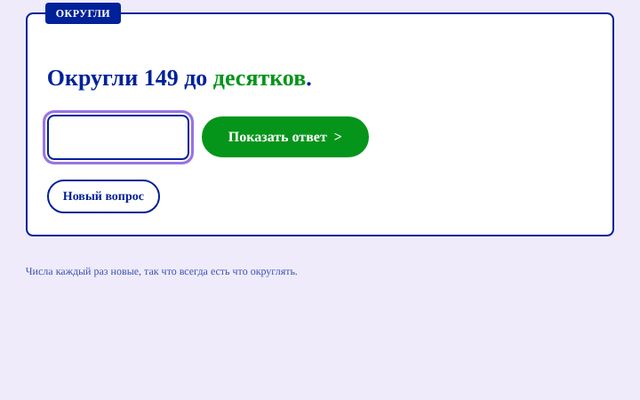 ОКРУГЛИ
Округли 149 до десятков.
Показать ответ >
Новый вопрос
Числа каждый раз новые, так что всегда есть что округлять.